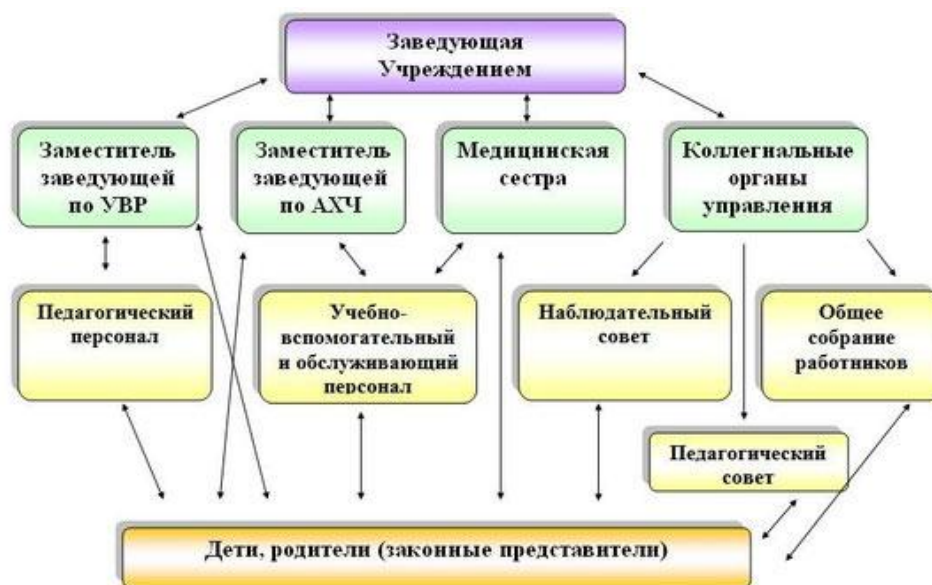 Заведующая
Учреждением
Заместитель
заведующей
по УВР
Заместитель
заведующей
по АХЧ
Медицинская
сестра
Коллегиальные
органы
управления
Педагогический
персонал
Учебно-
вспомогательный
и обслуживающий
персонал
Наблюдательный
совет
Общее
собрание
работников
Педагогический
совет
Дети, родители (законные представители)